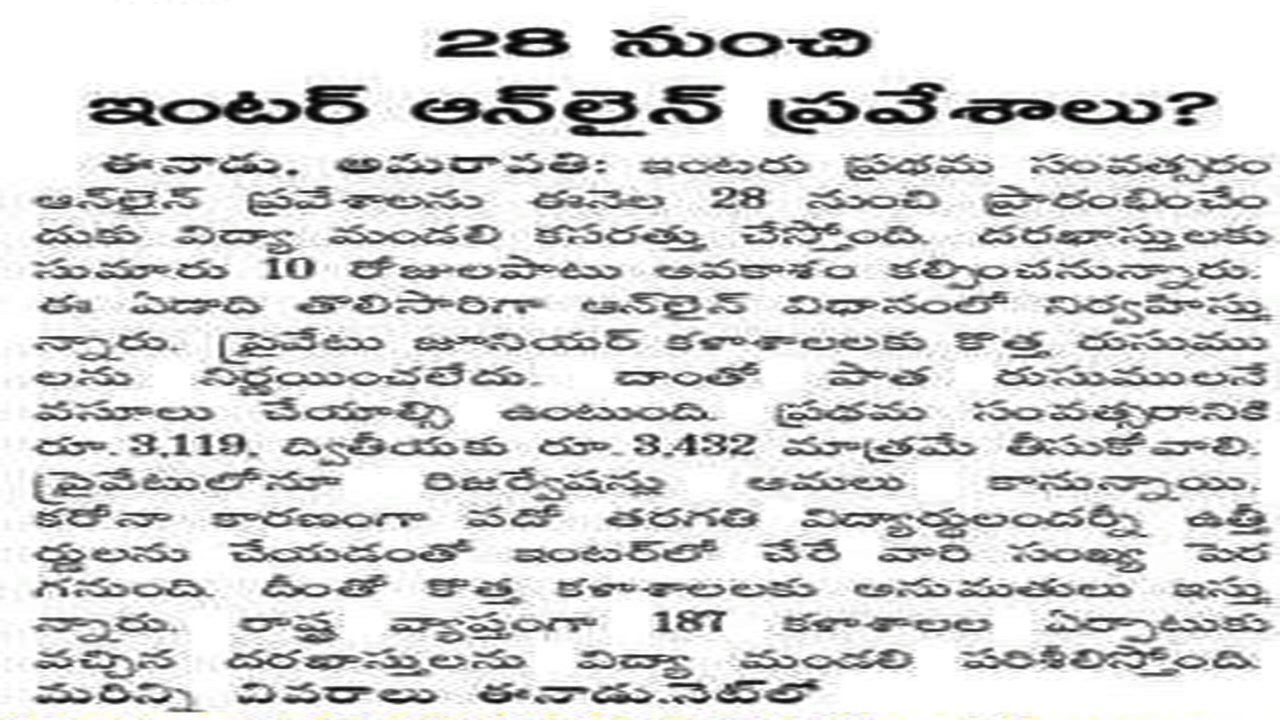 28 నుంచి
ఇంటర్ ఆన్‌లైన్ ప్రవేశాలు?
ఈనాడు, అమరావతి: ఇంటరు ప్రథమ సంవత్సరం
ఆన్‌లైన్ ప్రవేశాలను ఈనెల 28 నుంచి ప్రారంభించేం
దుకు విద్యా మండలి కసరత్తు చేస్తోంది. దరఖాస్తులకు
సుమారు 10 రోజులపాటు అవకాశం కల్పించనున్నారు.
ఈ ఏడాది తొలిసారిగా ఆన్‌లైన్ విధానంలో నిర్వహిస్తు
న్నారు. ప్రైవేటు జూనియర్ కళాశాలలకు కొత్త రుసుము
లను నిర్ణయించలేదు. దాంతో పాత రుసుములనే
వసూలు చేయాల్సి ఉంటుంది. ప్రథమ సంవత్సరానికి
రూ.3,119, ద్వితీయకు రూ.3,432 మాత్రమే తీసుకోవాలి.
ప్రైవేటులోనూ రిజర్వేషన్లు అమలు కానున్నాయి.
కరోనా కారణంగా పదో తరగతి విద్యార్థులందర్నీ ఉత్తీ
ర్ణులను చేయడంతో ఇంటర్‌లో చేరే వారి సంఖ్య పెర
గనుంది. దీంతో కొత్త కళాశాలలకు అనుమతులు ఇస్తు
న్నారు. రాష్ట్ర వ్యాప్తంగా 187 కళాశాలల ఏర్పాటుకు
వచ్చిన దరఖాస్తులను విద్యా మండలి పరిశీలిస్తోంది.
మరిన్ని వివరాలు ఈనాడు.నెట్‌లో